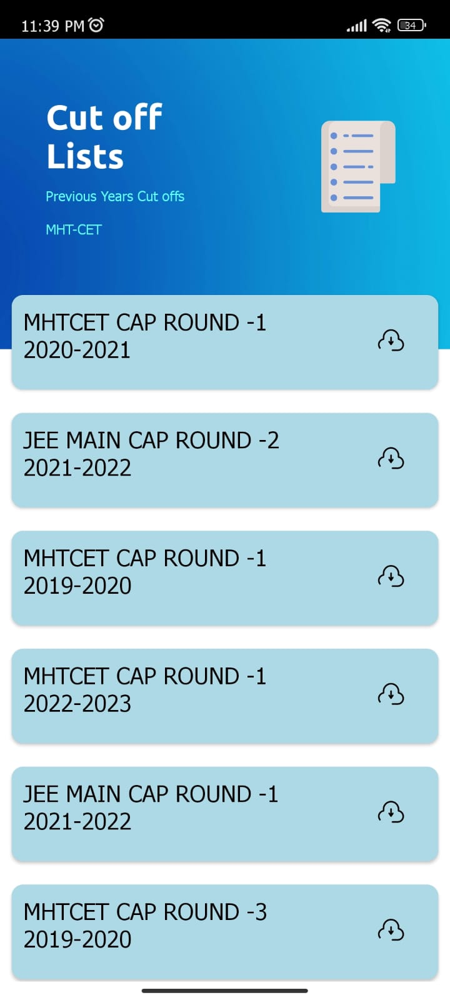 11:39 PM
34
Cut off
Lists
Previous Years Cut offs
MHT-CET
MHTCET CAP ROUND -1
2020-2021
JEE MAIN CAP ROUND -2
2021-2022
MHTCET CAP ROUND -1
2019-2020
MHTCET CAP ROUND -1
2022-2023
JEE MAIN CAP ROUND -1
2021-2022
MHTCET CAP ROUND -3
2019-2020